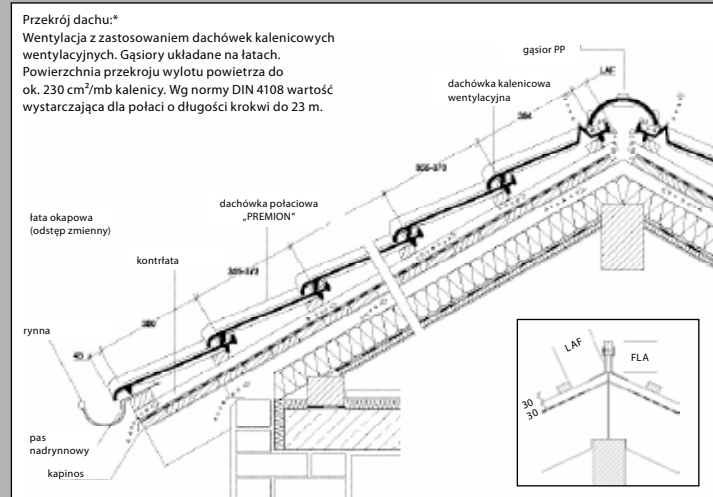 Przekrój dachu:*
Wentylacja z zastosowaniem dachówek kalenicowych
wentylacyjnych. Gąsiory układane na łatach.
Powierzchnia przekroju wylotu powietrza do
ok. 230 cm²/mb kalenicy. Wg normy DIN 4108 wartość
wystarczająca dla połaci o długości krokwi do 23 m.
gąsior PP
LAF
dachówka kalenicowa
wentylacyjna
dachówka połaciowa
„PREMION”
łata okapowa
(odstęp zmienny)
kontrłata
rynna
45
pas
nadrynnowy
kapinos
LAF
FLA
30
30